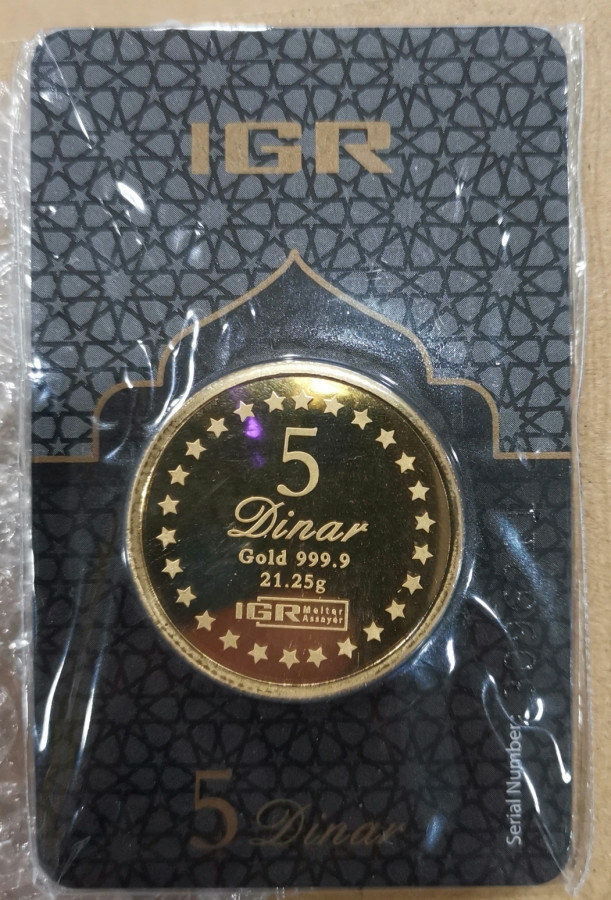 IGR
5
Dinar
Gold 999.9
21.25g
IGR Melter
Assayer
5 Dinar
Serial Number: